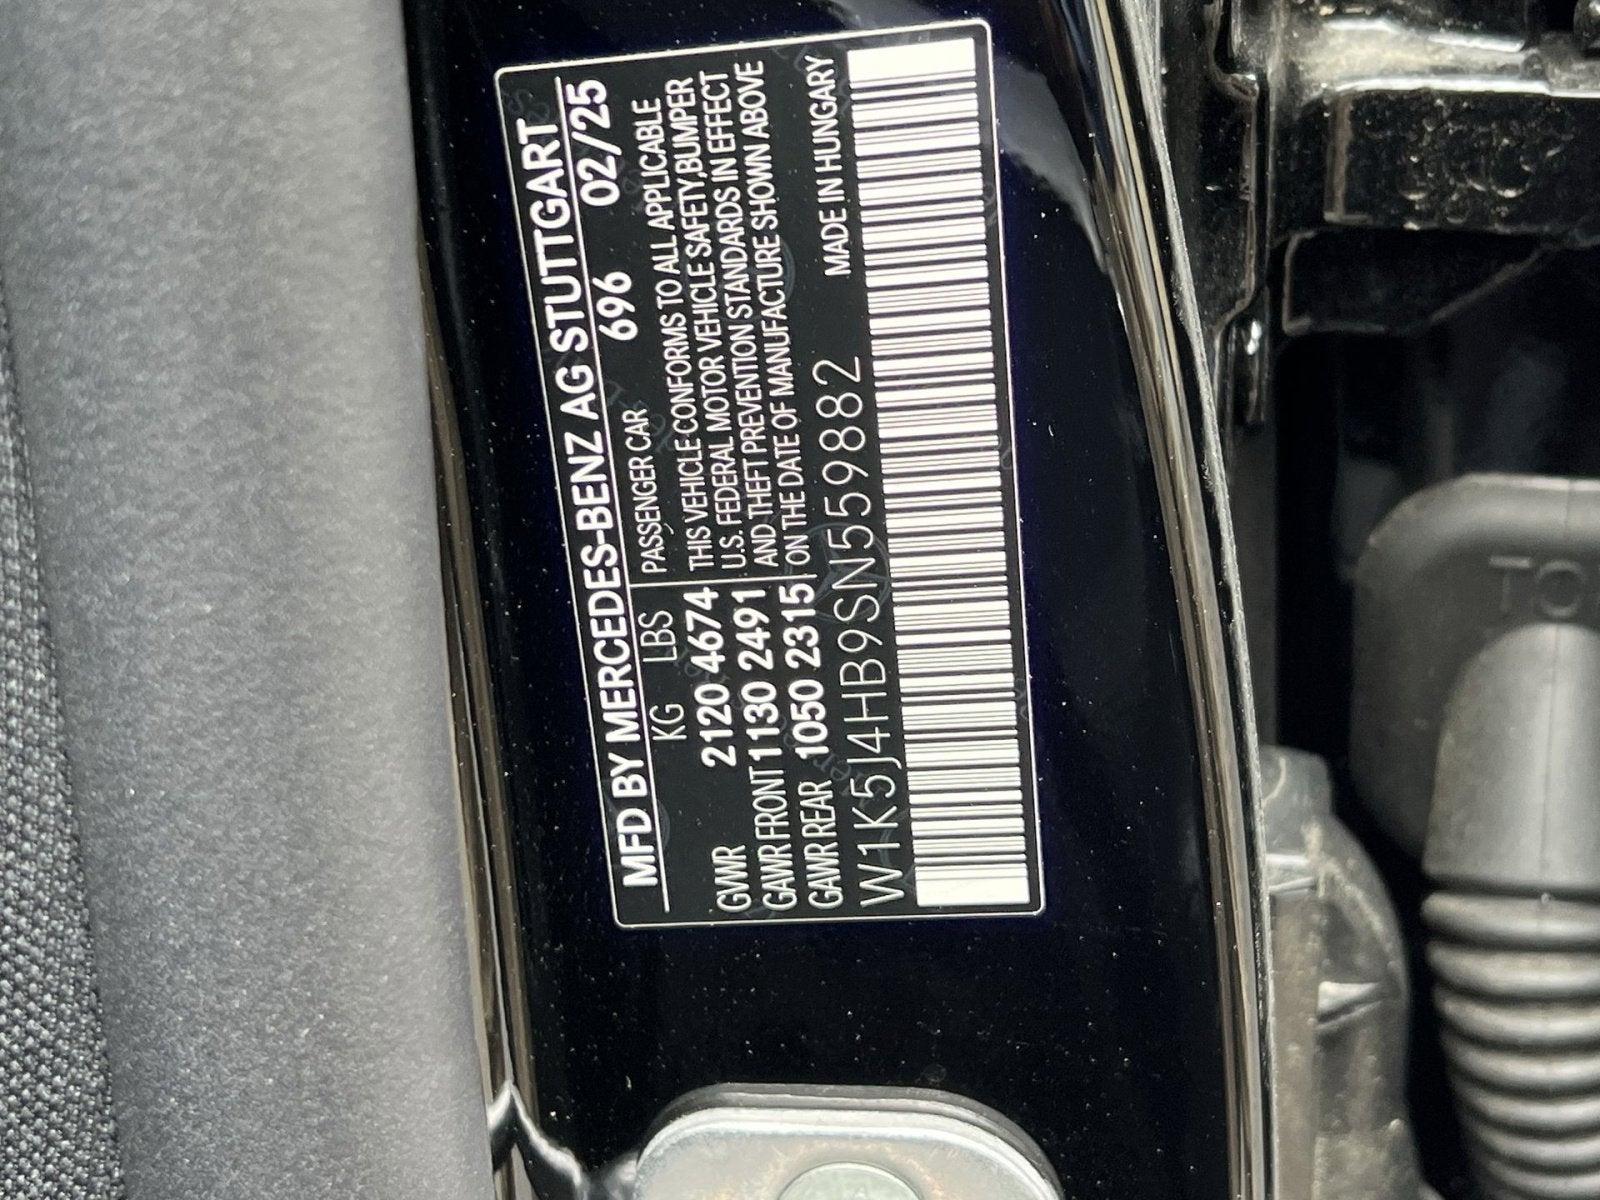 MFD BY MERCEDES-BENZ AG STUTTGART
KG LBS PASSENGER CAR 696 02/25
GVWR 2120 4674
GAWR FRONT 1130 2491
GAWR REAR 1050 2315
THIS VEHICLE CONFORMS TO ALL APPLICABLE
U.S. FEDERAL MOTOR VEHICLE SAFETY,BUMPER
AND THEFT PREVENTION STANDARDS IN EFFECT
ON THE DATE OF MANUFACTURE SHOWN ABOVE
W1K5J4HB9SN559882 MADE IN HUNGARY